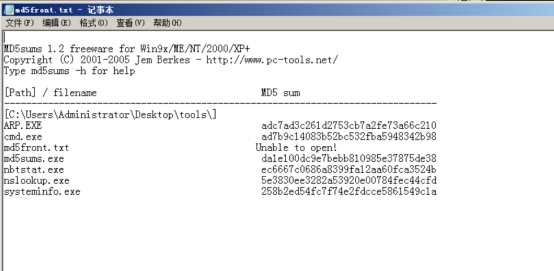 md5front.txt - 记事本
文件(F) 编辑(E) 格式(O) 查看(V) 帮助(H)
MD5sums 1.2 freeware for Win9x/ME/NT/2000/XP+
Copyright (C) 2001-2005 Jem Berkes - http://www.pc-tools.net/
Type md5sums -h for help
[Path] / filename MD5 sum
-------------------------------------------------------------------------------
[C:\Users\Administrator\Desktop\tools\]
ARP.EXE adc7ad3c261d2753cb7a2fe73a66c210
cmd.exe ad7b9c14083b52bc532fba5948342b98
md5front.txt Unable to open!
md5sums.exe da1e100dc9e7bebb810985e37875de38
nbtstat.exe ec6667c0686a8399fa12aa60fca3524b
nslookup.exe 5e3830ee3282a53920e00784fec44cfd
systeminfo.exe 258b2ed54fc7f74e2fdcce5861549c1a